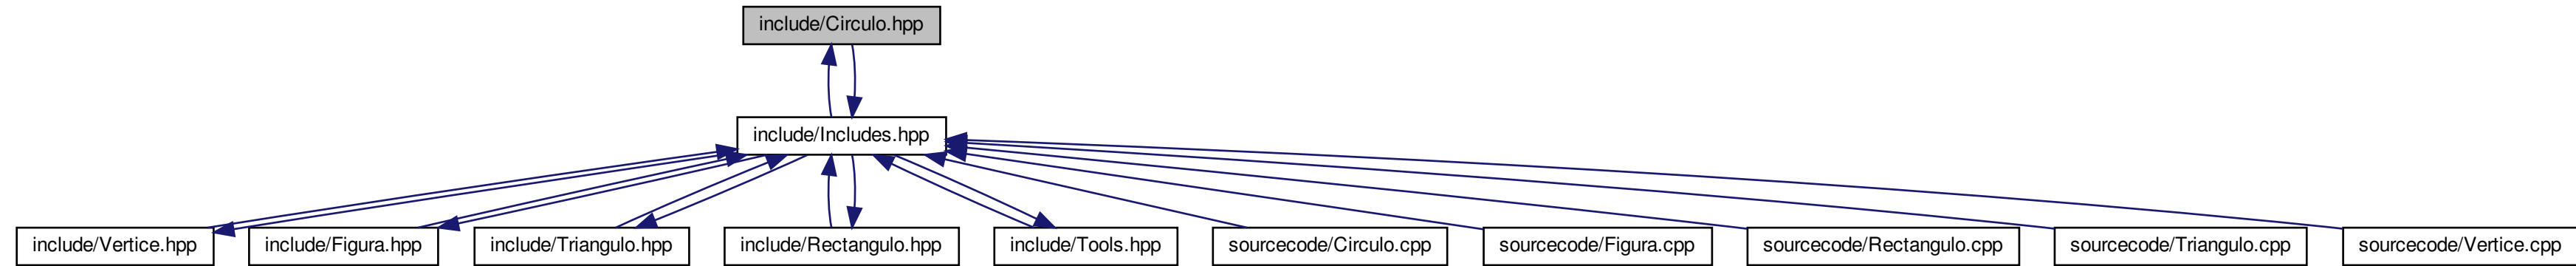 include/Circulo.hpp
include/Includes.hpp
include/Vertice.hpp
include/Figura.hpp
include/Triangulo.hpp
include/Rectangulo.hpp
include/Tools.hpp
sourcecode/Circulo.cpp
sourcecode/Figura.cpp
sourcecode/Rectangulo.cpp
sourcecode/Triangulo.cpp
sourcecode/Vertice.cpp